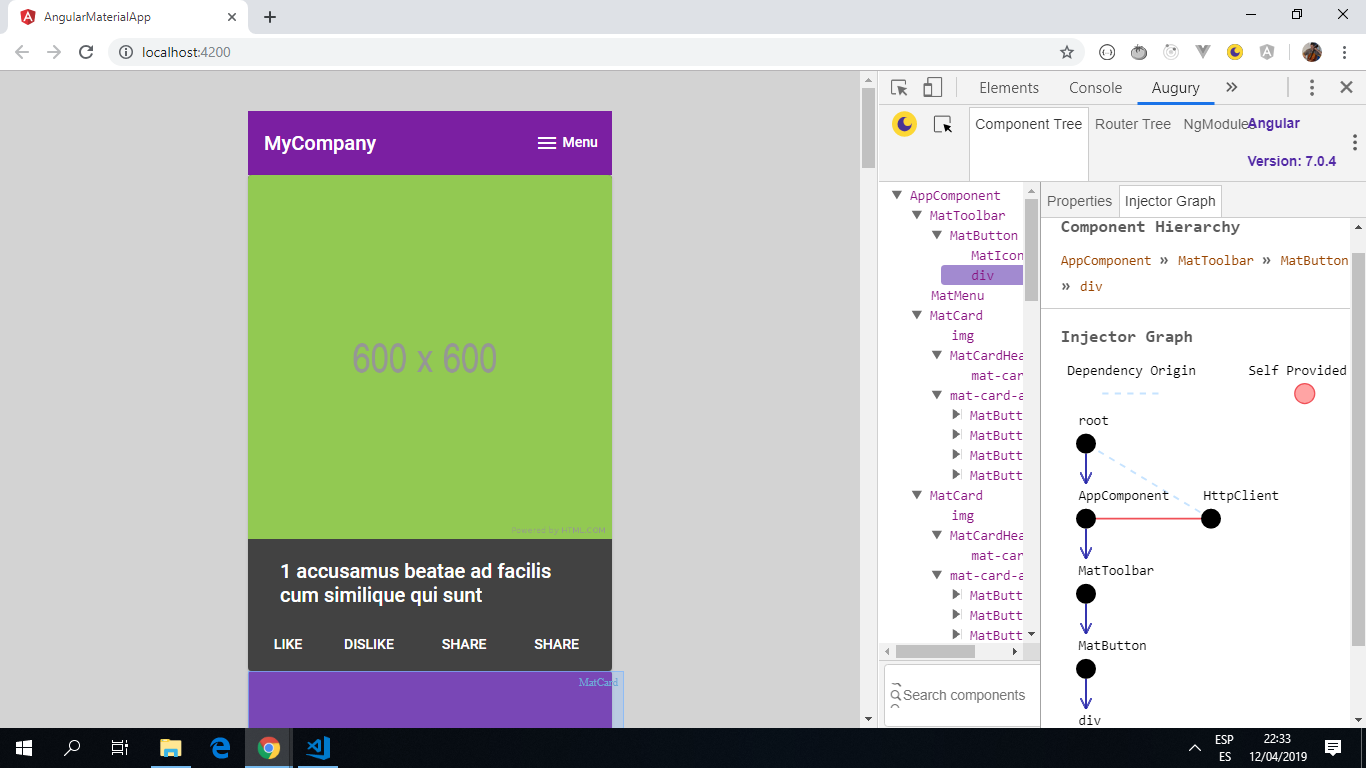 AngularMaterialApp
localhost:4200
MyCompany
Menu
600 x 600
Powered by HTML.COM
1 accusamus beatae ad facilis
cum similique qui sunt
LIKE DISLIKE SHARE SHARE
MatCard
Elements Console Augury
Component Tree Router Tree NgModules
Angular
Version: 7.0.4
AppComponent
MatToolbar
MatButton
MatIcon
div
MatMenu
MatCard
img
MatCardHea
mat-car
mat-card-a
MatButt
MatButt
MatButt
MatButt
MatCard
img
MatCardHea
mat-car
mat-card-a
MatButt
MatButt
MatButt
Search components
Properties Injector Graph
Component Hierarchy
AppComponent » MatToolbar » MatButton
» div
Injector Graph
Dependency Origin Self Provided
root
AppComponent HttpClient
MatToolbar
MatButton
div
ESP
ES
22:33
12/04/2019